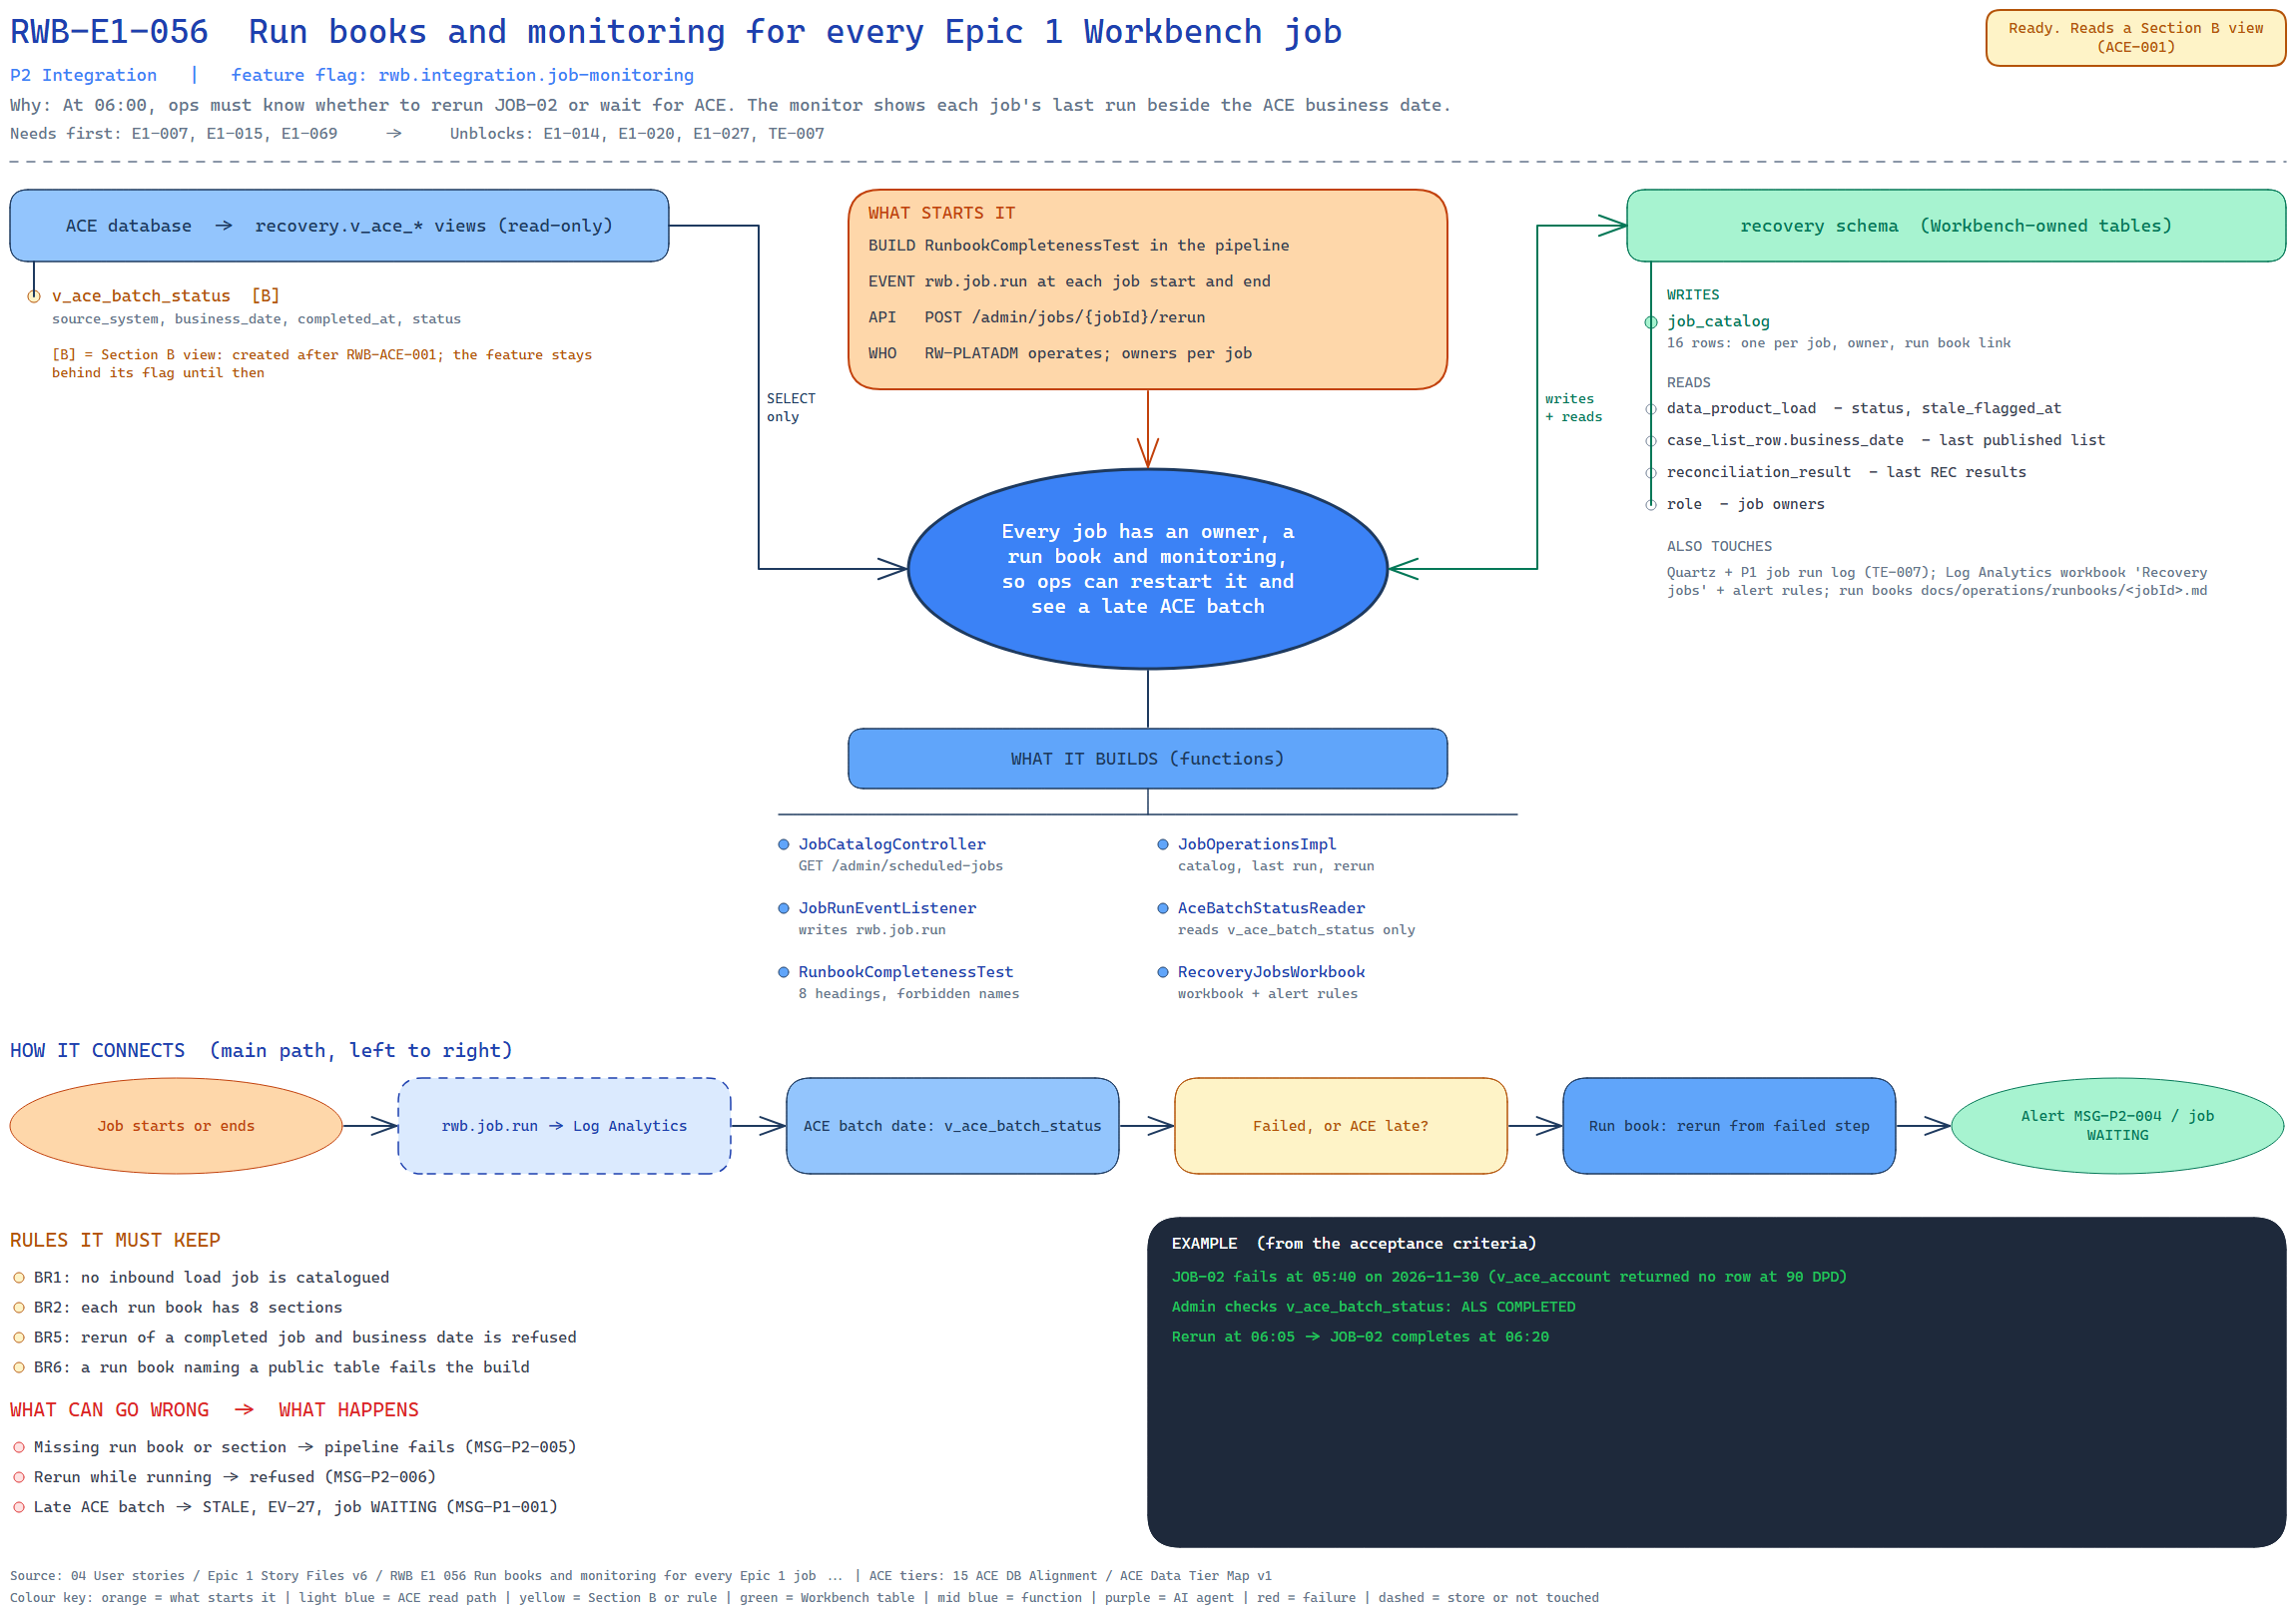 RWB-E1-056  Run books and monitoring for every Epic 1 Workbench job
Ready. Reads a Section B view
(ACE-001)
P2 Integration   |   feature flag: rwb.integration.job-monitoring
Why: At 06:00, ops must know whether to rerun JOB-02 or wait for ACE. The monitor shows each job's last run beside the ACE business date.
Needs first: E1-007, E1-015, E1-069     →     Unblocks: E1-014, E1-020, E1-027, TE-007
ACE database  →  recovery.v_ace_* views (read-only)
v_ace_batch_status  [B]
source_system, business_date, completed_at, status
[B] = Section B view: created after RWB-ACE-001; the feature stays
behind its flag until then
SELECT
only
WHAT STARTS IT
BUILD RunbookCompletenessTest in the pipeline
EVENT rwb.job.run at each job start and end
API   POST /admin/jobs/{jobId}/rerun
WHO   RW-PLATADM operates; owners per job
writes
+ reads
recovery schema  (Workbench-owned tables)
WRITES
job_catalog
16 rows: one per job, owner, run book link
READS
data_product_load  - status, stale_flagged_at
case_list_row.business_date  - last published list
reconciliation_result  - last REC results
role  - job owners
ALSO TOUCHES
Quartz + P1 job run log (TE-007); Log Analytics workbook 'Recovery
jobs' + alert rules; run books docs/operations/runbooks/<jobId>.md
Every job has an owner, a
run book and monitoring,
so ops can restart it and
see a late ACE batch
WHAT IT BUILDS (functions)
JobCatalogController
GET /admin/scheduled-jobs
JobOperationsImpl
catalog, last run, rerun
JobRunEventListener
writes rwb.job.run
AceBatchStatusReader
reads v_ace_batch_status only
RunbookCompletenessTest
8 headings, forbidden names
RecoveryJobsWorkbook
workbook + alert rules
HOW IT CONNECTS  (main path, left to right)
Job starts or ends
rwb.job.run → Log Analytics
ACE batch date: v_ace_batch_status
Failed, or ACE late?
Run book: rerun from failed step
Alert MSG-P2-004 / job
WAITING
RULES IT MUST KEEP
BR1: no inbound load job is catalogued
BR2: each run book has 8 sections
BR5: rerun of a completed job and business date is refused
BR6: a run book naming a public table fails the build
WHAT CAN GO WRONG  →  WHAT HAPPENS
Missing run book or section → pipeline fails (MSG-P2-005)
Rerun while running → refused (MSG-P2-006)
Late ACE batch → STALE, EV-27, job WAITING (MSG-P1-001)
EXAMPLE  (from the acceptance criteria)
JOB-02 fails at 05:40 on 2026-11-30 (v_ace_account returned no row at 90 DPD)
Admin checks v_ace_batch_status: ALS COMPLETED
Rerun at 06:05 → JOB-02 completes at 06:20
Source: 04 User stories / Epic 1 Story Files v6 / RWB E1 056 Run books and monitoring for every Epic 1 job ... | ACE tiers: 15 ACE DB Alignment / ACE Data Tier Map v1
Colour key: orange = what starts it | light blue = ACE read path | yellow = Section B or rule | green = Workbench table | mid blue = function | purple = AI agent | red = failure | dashed = store or not touched